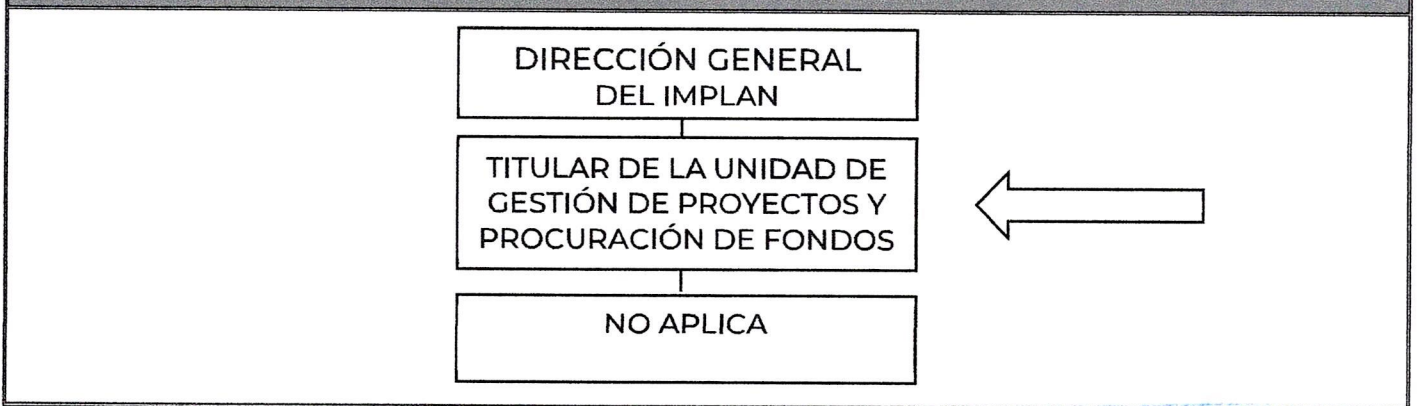 DIRECCIÓN GENERAL
DEL IMPLAN
TITULAR DE LA UNIDAD DE
GESTIÓN DE PROYECTOS Y
PROCURACIÓN DE FONDOS
NO APLICA